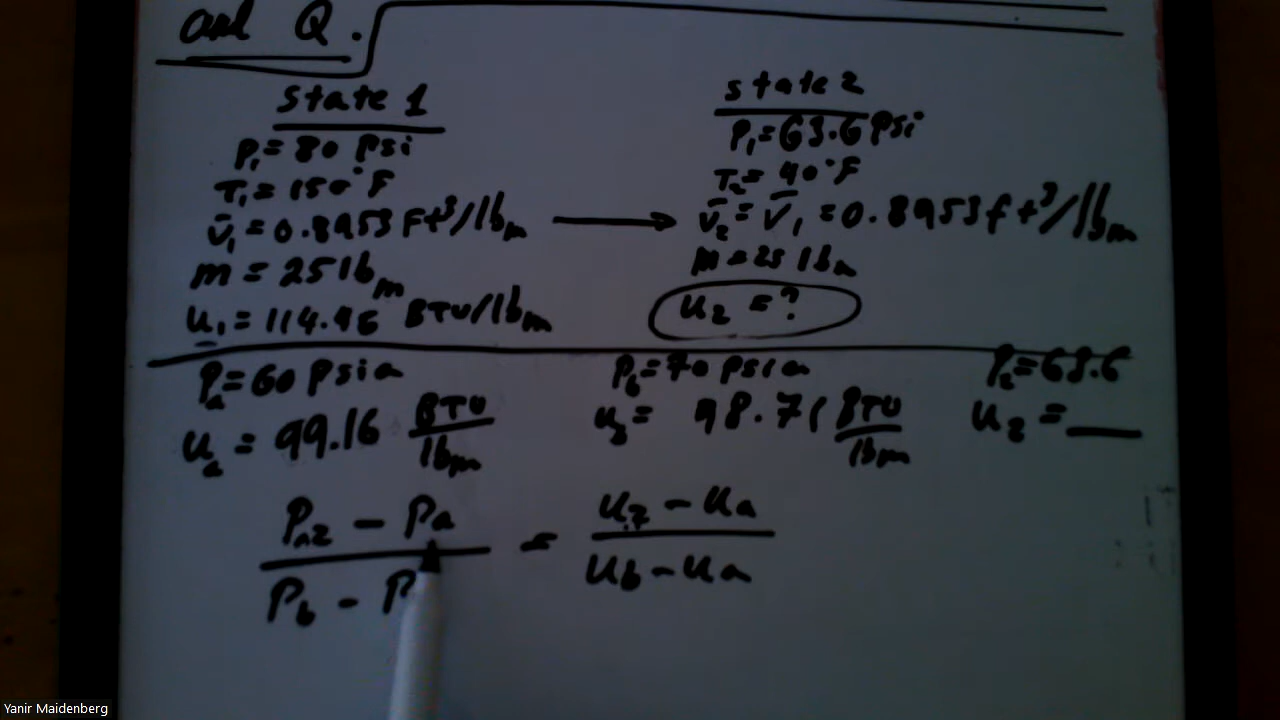 and Q.
state 1
P₁ = 80 psi
T₁ = 150°F
v̄₁ = 0.8953 Ft³/lbm
m = 25 lbm
u₁ = 114.95 BTU/lbm
state 2
P₁ = 63.6 psi
T₂ = 40°F
v̄₂ = v̄₁ = 0.8953 ft³/lbm
m = 25 lbm
u₂ = ?
Pa = 60 psia
ua = 99.16 BTU/lbm
Pb = 70 psia
98.71 BTU/lbm
P₂ = 63.6
u₂ = __
P₂ - Pa / Pb - P = u₂ - ua / ub - ua
Yanir Maidenberg